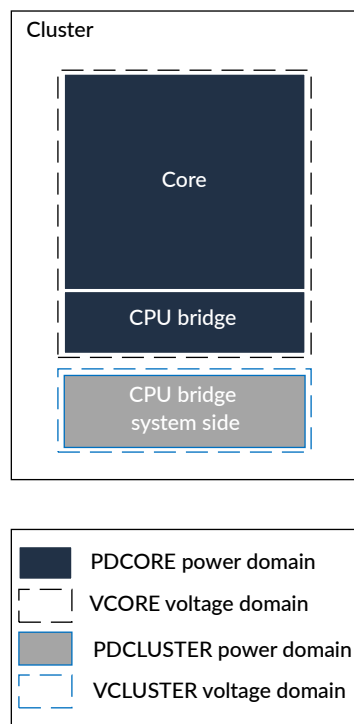 Cluster
Core
CPU bridge
CPU bridge
system side
PDCORE power domain
VCORE voltage domain
PDCLUSTER power domain
VCLUSTER voltage domain